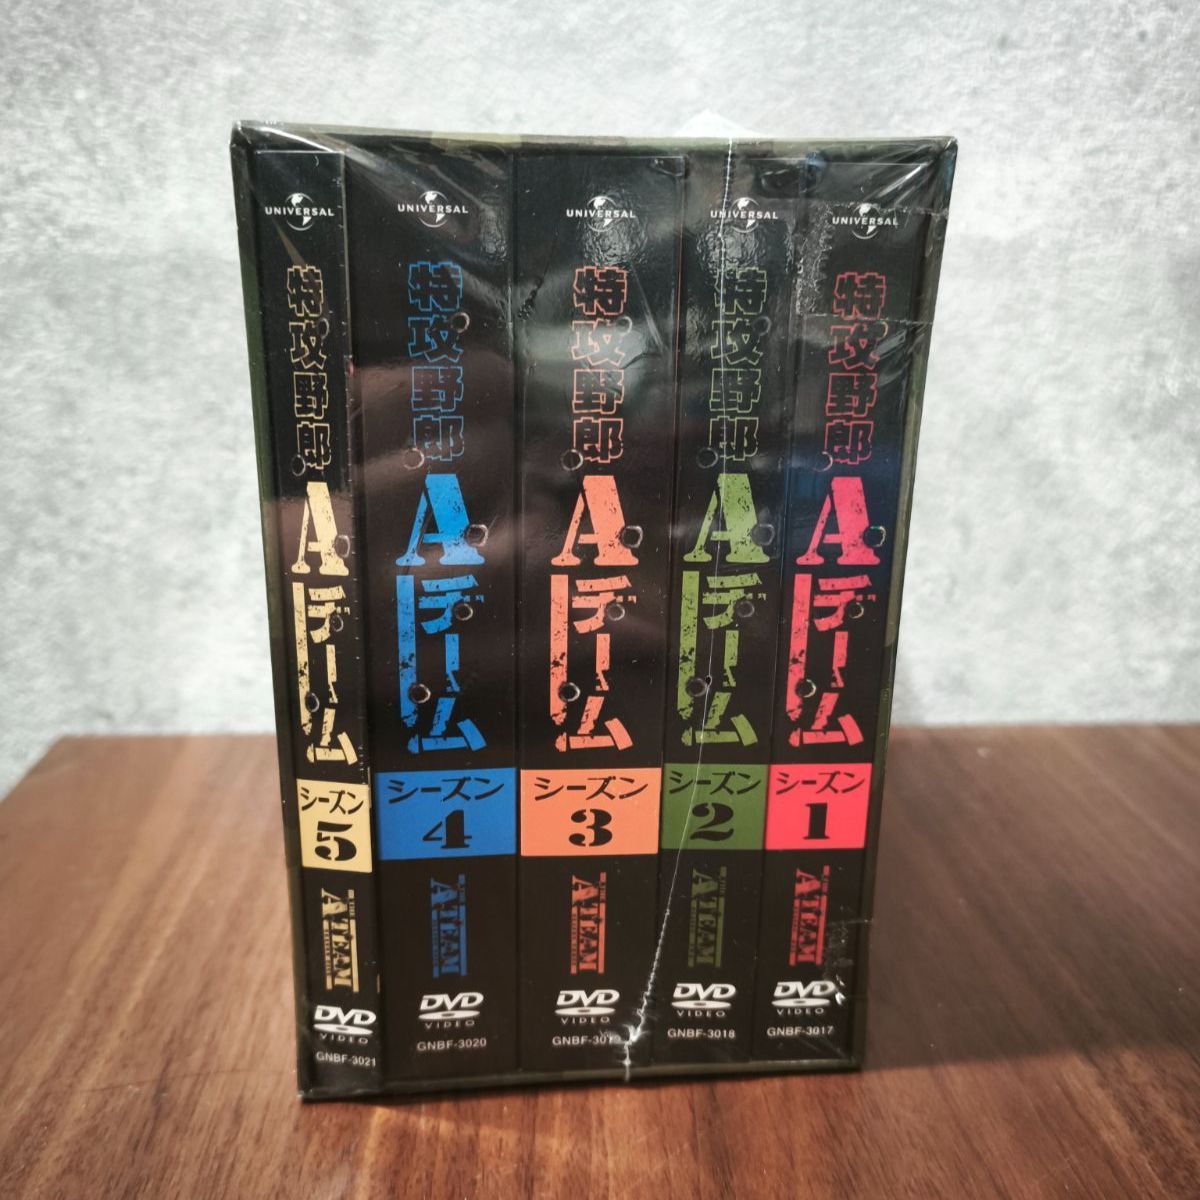 UNIVERSAL
特攻野郎
Aチーム
シーズン
5
THE
A-TEAM
DVD
VIDEO
GNBF-3021
UNIVERSAL
特攻野郎
Aチーム
シーズン
4
THE
A-TEAM
DVD
VIDEO
GNBF-3020
UNIVERSAL
特攻野郎
Aチーム
シーズン
3
THE
A-TEAM
DVD
VIDEO
UNIVERSAL
特攻野郎
Aチーム
シーズン
2
THE
A-TEAM
DVD
VIDEO
GNBF-3018
UNIVERSAL
特攻野郎
Aチーム
シーズン
1
THE
A-TEAM
DVD
VIDEO
GNBF-3017